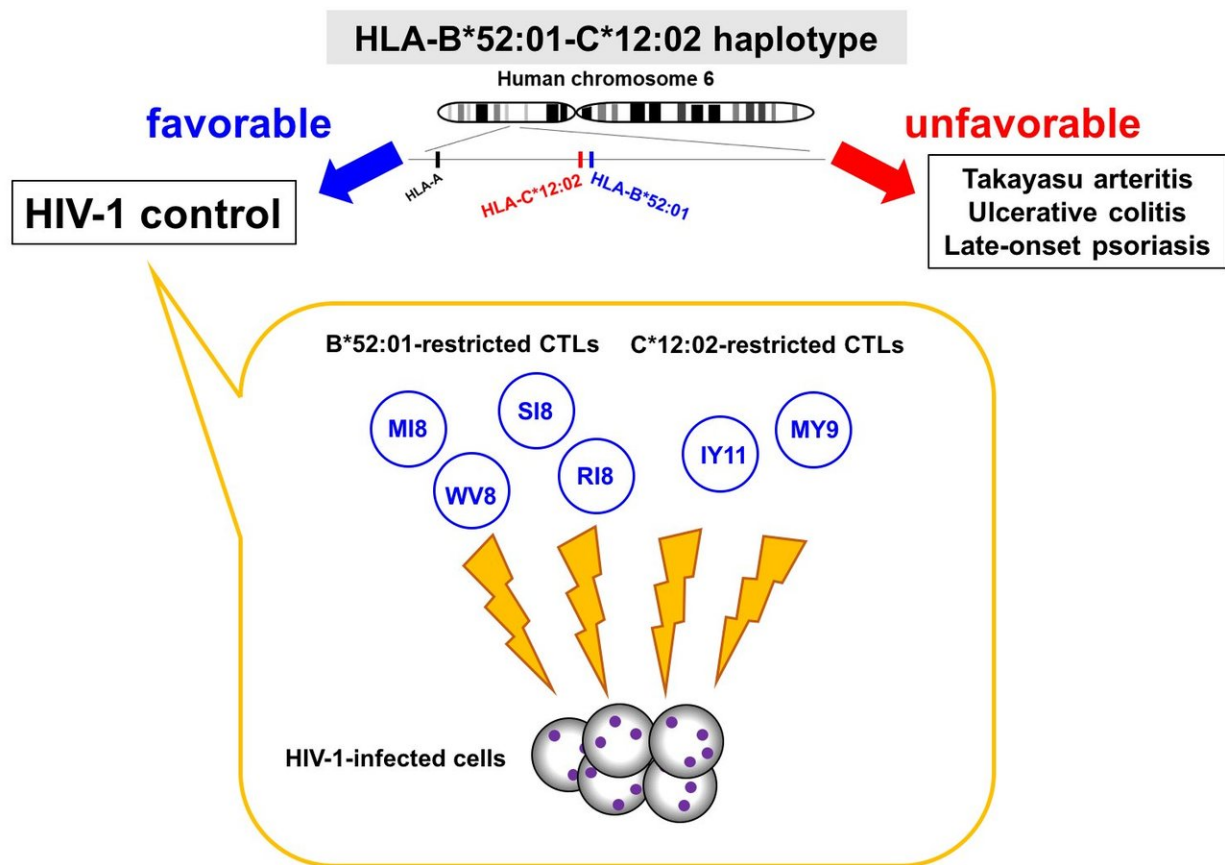 HLA-B*52:01-C*12:02 haplotype
Human chromosome 6
favorable
unfavorable
HLA-A
HLA-C*12:02
HLA-B*52:01
HIV-1 control
Takayasu arteritis
Ulcerative colitis
Late-onset psoriasis
B*52:01-restricted CTLs
C*12:02-restricted CTLs
MI8
SI8
WV8
RI8
IY11
MY9
HIV-1-infected cells